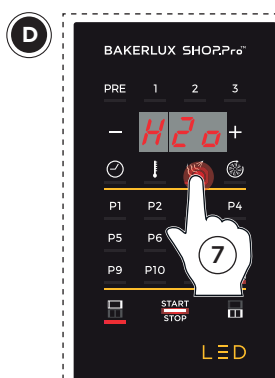 D
BAKERLUX SHOP.Pro™
PRE 1 2 3
- H2o +
P1 P2 P4
P5 P6
7
P9 P10
START
STOP
LED